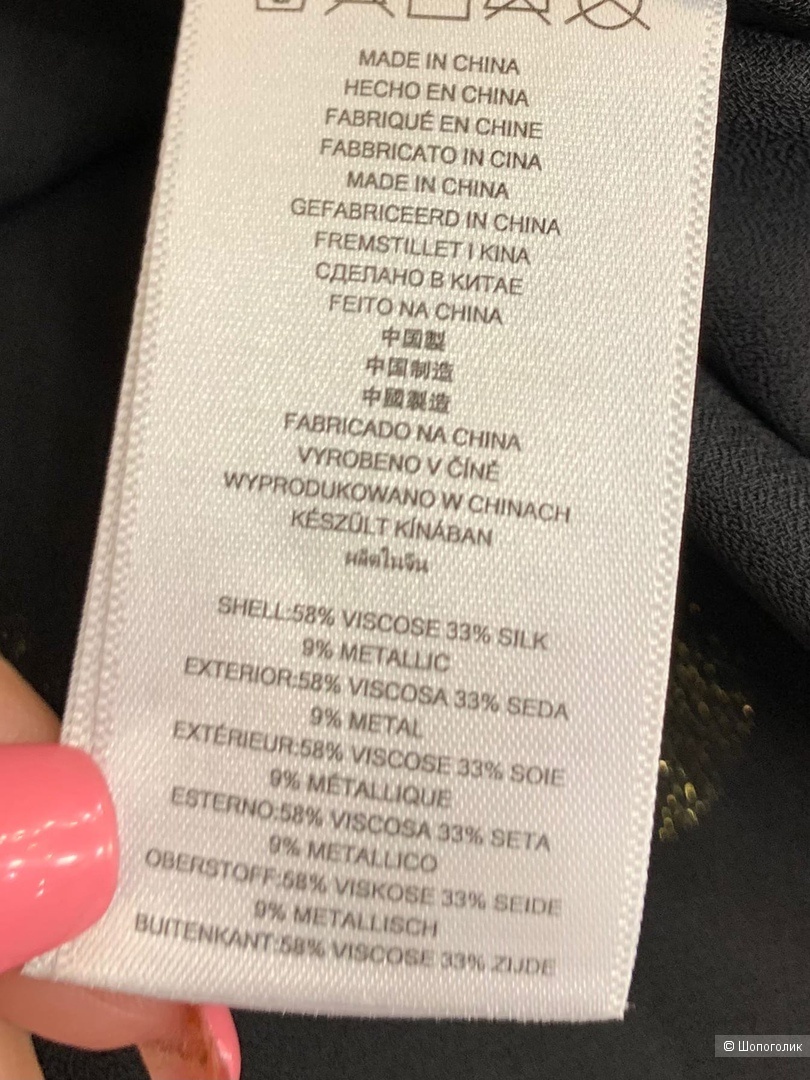 MADE IN CHINA
HECHO EN CHINA
FABRIQUÉ EN CHINE
FABBRICATO IN CINA
MADE IN CHINA
GEFABRICEERD IN CHINA
FREMSTILLET I KINA
СДЕЛАНО В КИТАЕ
FEITO NA CHINA
中国製
中国制造
中國製造
FABRICADO NA CHINA
VYROBENO V ČÍNĚ
WYPRODUKOWANO W CHINACH
KÉSZÜLT KÍNÁBAN
ผลิตในจีน
SHELL:58% VISCOSE 33% SILK
9% METALLIC
EXTERIOR:58% VISCOSA 33% SEDA
9% METAL
EXTÉRIEUR:58% VISCOSE 33% SOIE
9% MÉTALLIQUE
ESTERNO:58% VISCOSA 33% SETA
9% METALLICO
OBERSTOFF:58% VISKOSE 33% SEIDE
9% METALLISCH
BUITENKANT:58% VISCOSE 33% ZIJDE
© Шопоголик